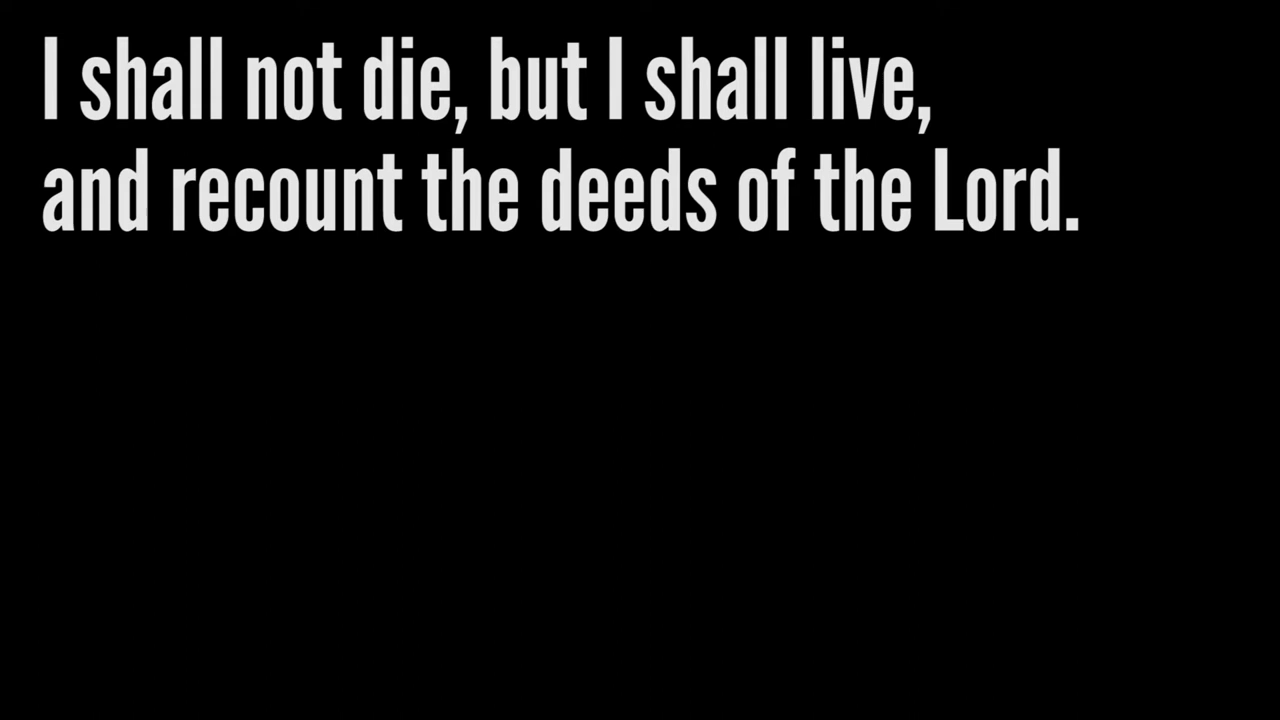 I shall not die, but I shall live,
and recount the deeds of the Lord.